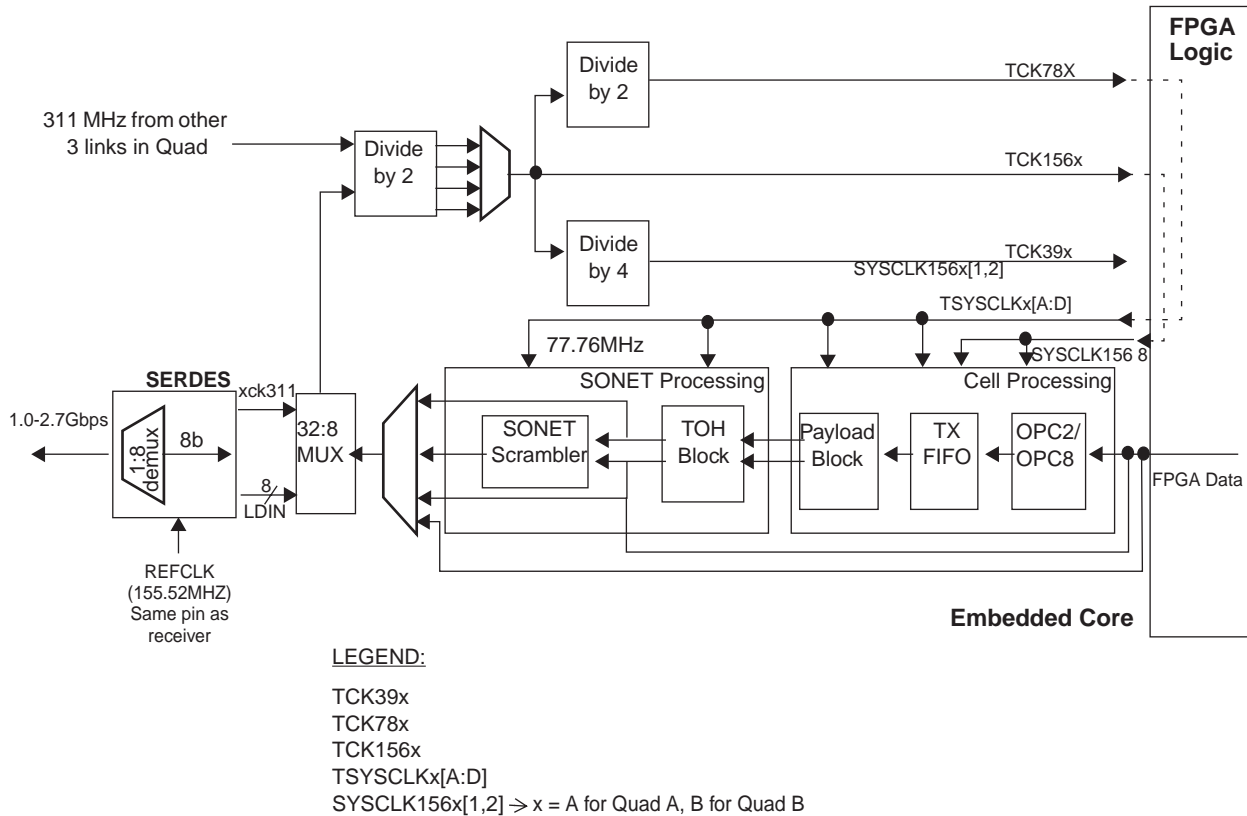 FPGA
Logic
Divide
by 2
TCK78X
311 MHz from other
3 links in Quad
Divide
by 2
TCK156x
Divide
by 4
TCK39x
SYSCLK156x[1,2]
TSYSCLKx[A:D]
77.76MHz
SYSCLK156 8
SERDES
xck311
SONET Processing
Cell Processing
1.0-2.7Gbps
1:8
demux
8b
32:8
MUX
SONET
Scrambler
TOH
Block
Payload
Block
TX
FIFO
OPC2/
OPC8
FPGA Data
8
LDIN
REFCLK
(155.52MHZ)
Same pin as
receiver
Embedded Core
LEGEND:
TCK39x
TCK78x
TCK156x
TSYSCLKx[A:D]
SYSCLK156x[1,2] → x = A for Quad A, B for Quad B